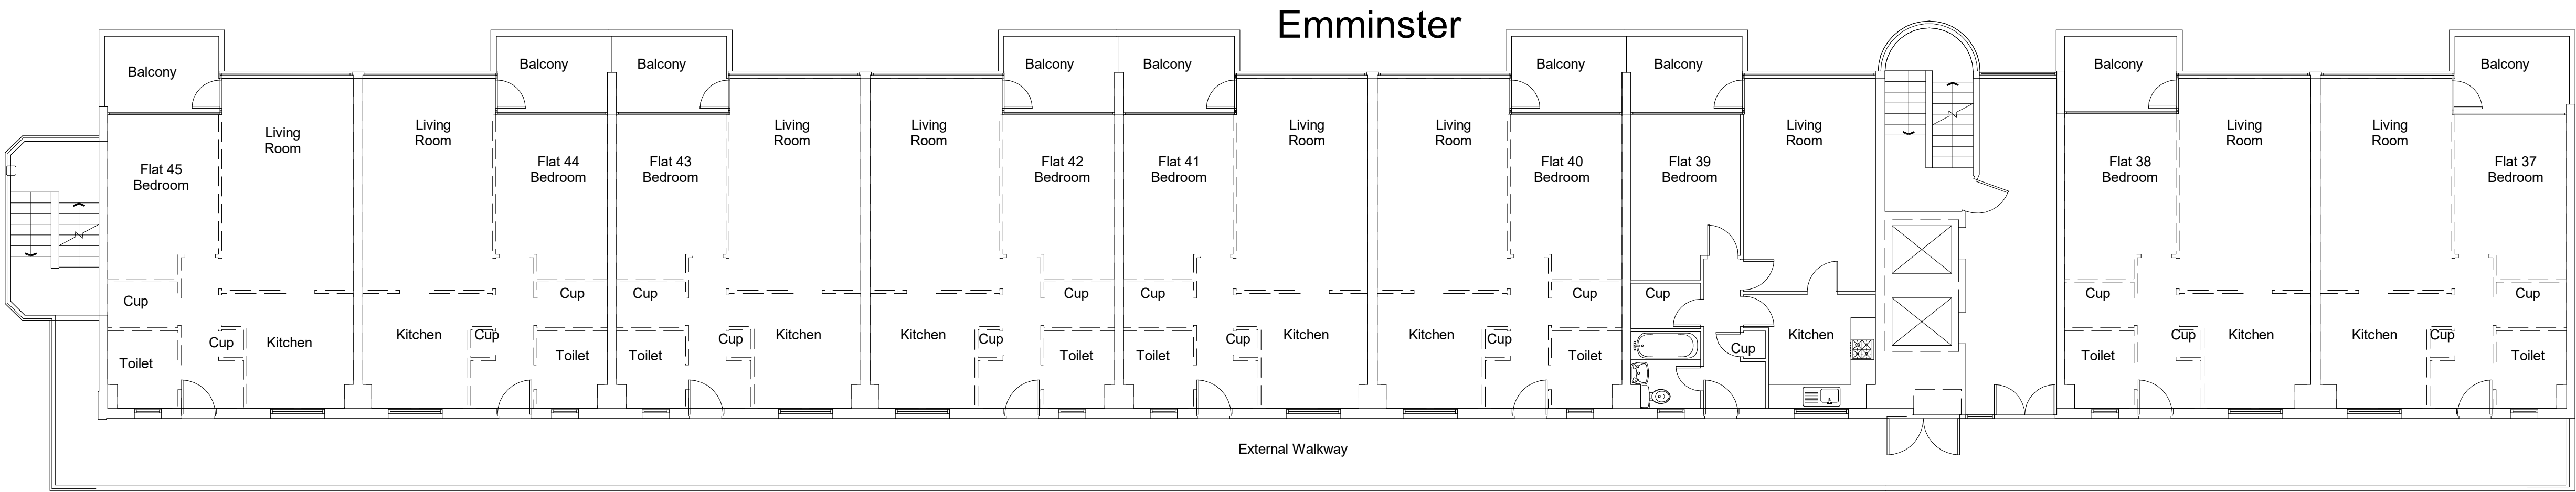 Emminster
Balcony
Balcony
Balcony
Balcony
Balcony
Balcony
Balcony
Balcony
Balcony
Living
Room
Living
Room
Living
Room
Living
Room
Living
Room
Living
Room
Living
Room
Living
Room
Living
Room
Flat 45
Bedroom
Flat 44
Bedroom
Flat 43
Bedroom
Flat 42
Bedroom
Flat 41
Bedroom
Flat 40
Bedroom
Flat 39
Bedroom
Flat 38
Bedroom
Flat 37
Bedroom
Cup
Cup
Cup
Cup
Cup
Cup
Cup
Cup
Cup
Cup
Kitchen
Kitchen
Cup
Cup
Kitchen
Kitchen
Cup
Cup
Kitchen
Kitchen
Cup
Cup
Kitchen
Cup
Kitchen
Kitchen
Cup
Toilet
Toilet
Toilet
Toilet
Toilet
Toilet
Toilet
Toilet
External Walkway